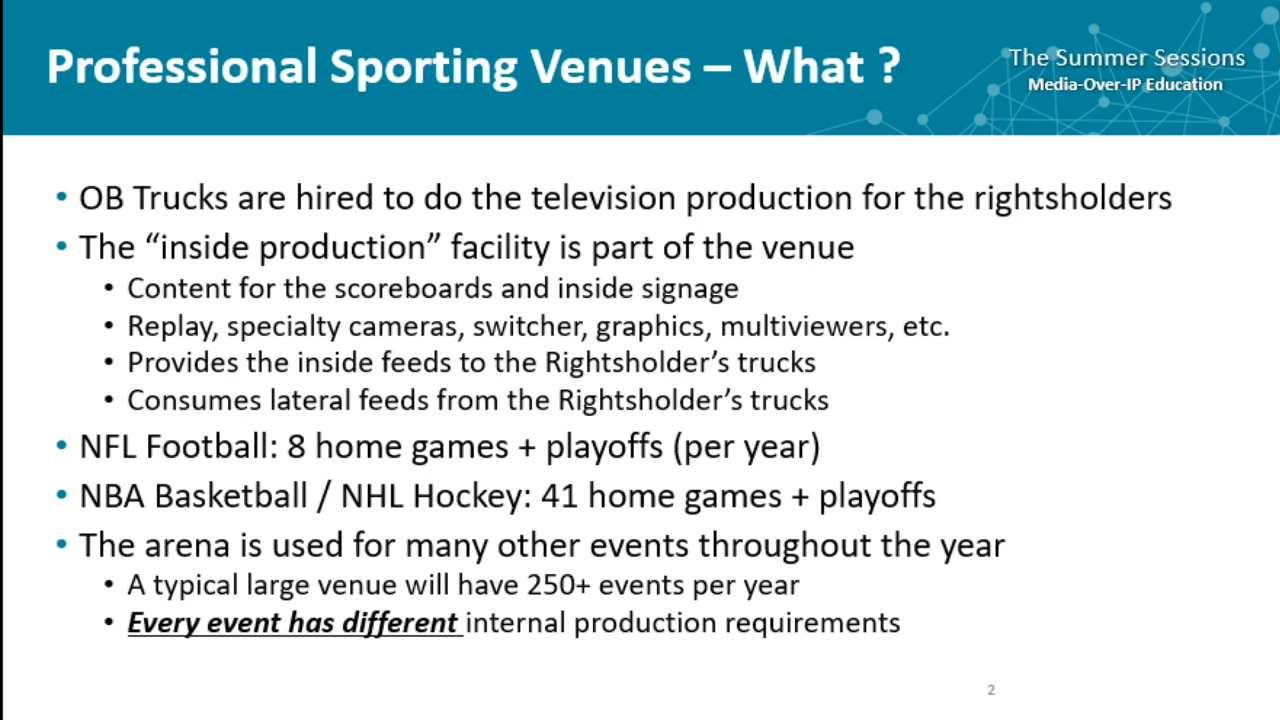 Professional Sporting Venues – What ?
The Summer Sessions
Media-Over-IP Education
• OB Trucks are hired to do the television production for the rightsholders
• The “inside production” facility is part of the venue
• Content for the scoreboards and inside signage
• Replay, specialty cameras, switcher, graphics, multiviewers, etc.
• Provides the inside feeds to the Rightsholder’s trucks
• Consumes lateral feeds from the Rightsholder’s trucks
• NFL Football: 8 home games + playoffs (per year)
• NBA Basketball / NHL Hockey: 41 home games + playoffs
• The arena is used for many other events throughout the year
• A typical large venue will have 250+ events per year
• Every event has different internal production requirements
2